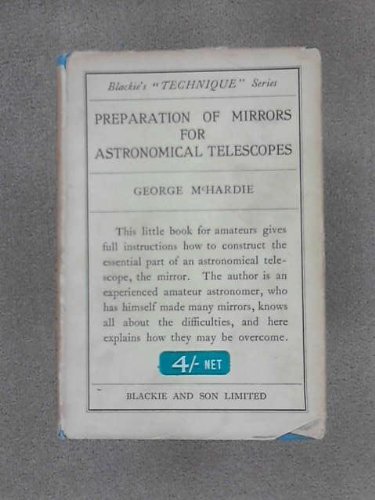 Blackie's "TECHNIQUE" Series
PREPARATION OF MIRRORS
FOR
ASTRONOMICAL TELESCOPES
GEORGE McHARDIE
This little book for amateurs gives
full instructions how to construct the
essential part of an astronomical tele-
scope, the mirror. The author is an
experienced amateur astronomer, who
has himself made many mirrors, knows
all about the difficulties, and here
explains how they may be overcome.
4/- NET
BLACKIE AND SON LIMITED